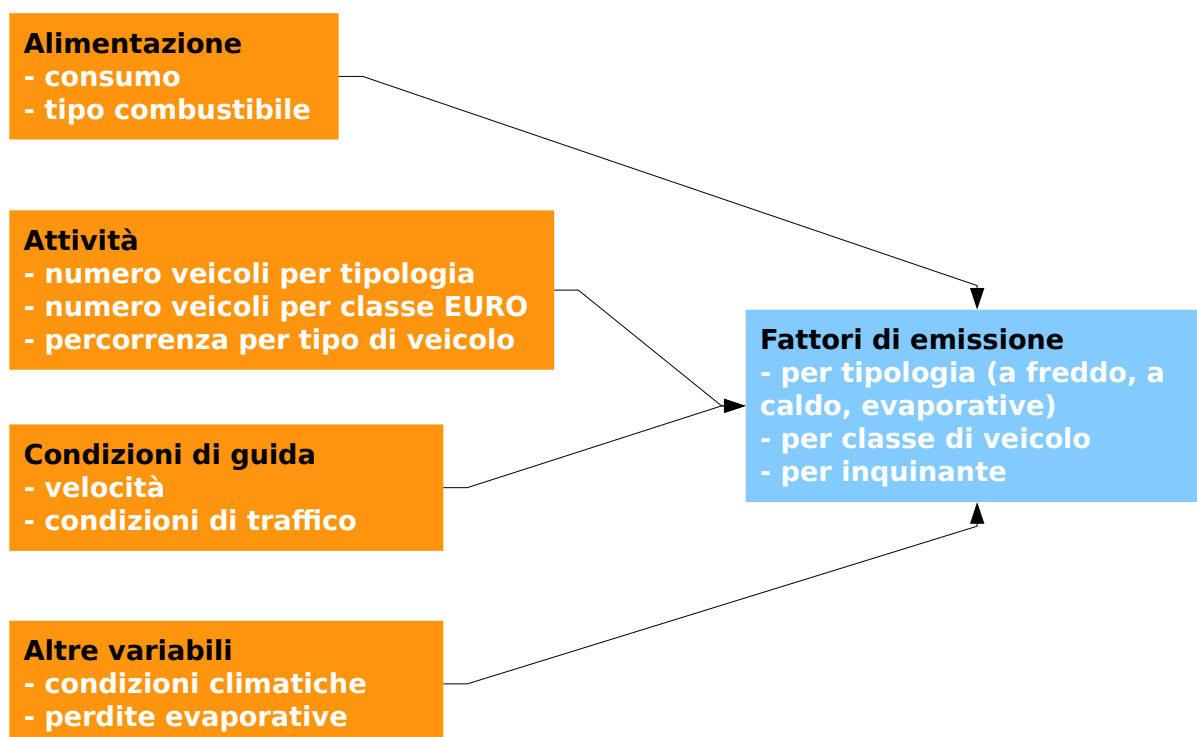 Alimentazione
- consumo
- tipo combustibile
Attività
- numero veicoli per tipologia
- numero veicoli per classe EURO
- percorrenza per tipo di veicolo
Condizioni di guida
- velocità
- condizioni di traffico
Altre variabili
- condizioni climatiche
- perdite evaporative
Fattori di emissione
- per tipologia (a freddo, a
caldo, evaporative)
- per classe di veicolo
- per inquinante